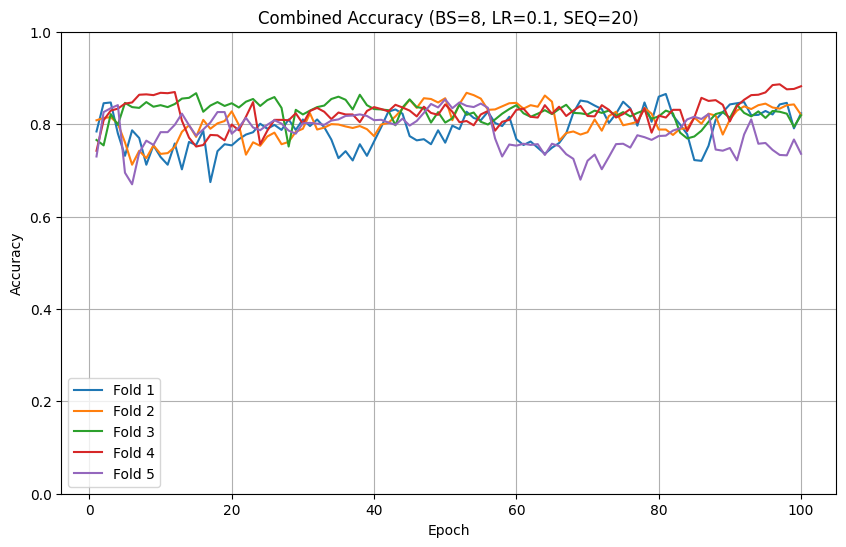 Combined Accuracy (BS=8, LR=0.1, SEQ=20)
1.0
0.8
0.6
0.4
0.2
0.0
Accuracy
Fold 1
Fold 2
Fold 3
Fold 4
Fold 5
0 20 40 60 80 100
Epoch